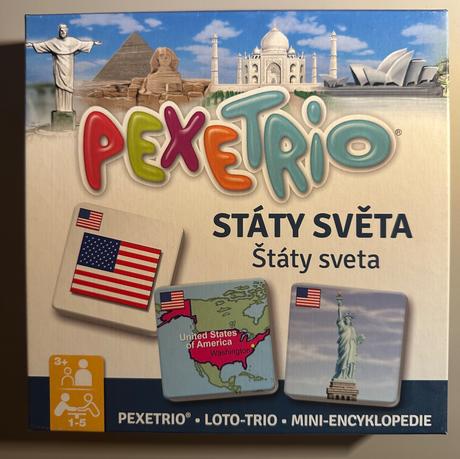 PEXETRIO®
STÁTY SVĚTA
Štáty sveta
United States
of America
Washington
3+
1-5
PEXETRIO® • LOTO-TRIO • MINI-ENCYKLOPEDIE